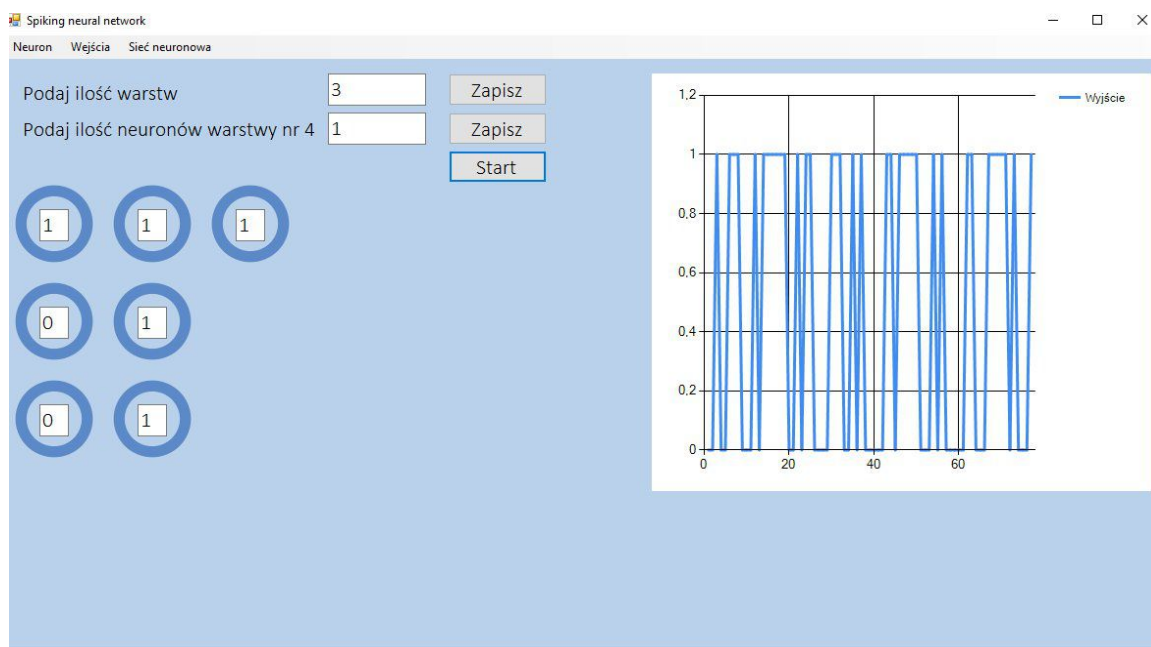 Spiking neural network
Neuron Wejścia Sieć neuronowa
Podaj ilość warstw 3 Zapisz
Podaj ilość neuronów warstwy nr 4 1 Zapisz
Start
1 1 1
0 1
0 1
Wyjście
1,2
1
0,8
0,6
0,4
0,2
0
0 20 40 60